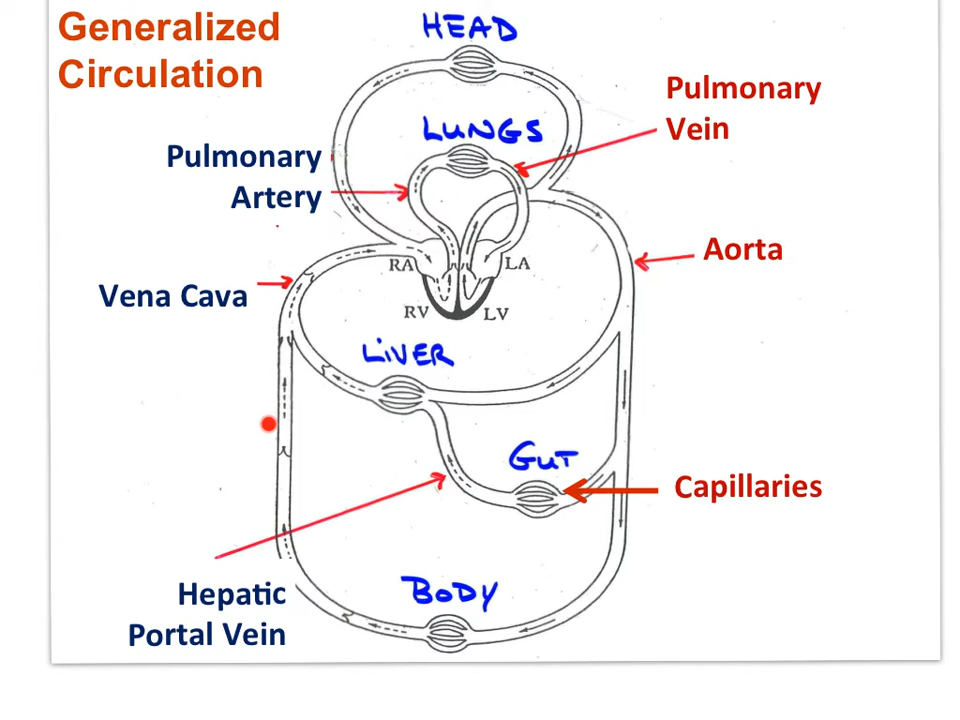 Generalized
Circulation
HEAD
Pulmonary
Vein
LUNGS
Pulmonary
Artery
Aorta
RA
LA
Vena Cava
RV
LV
LiVER
GUT
Capillaries
Hepatic
Portal Vein
BODY